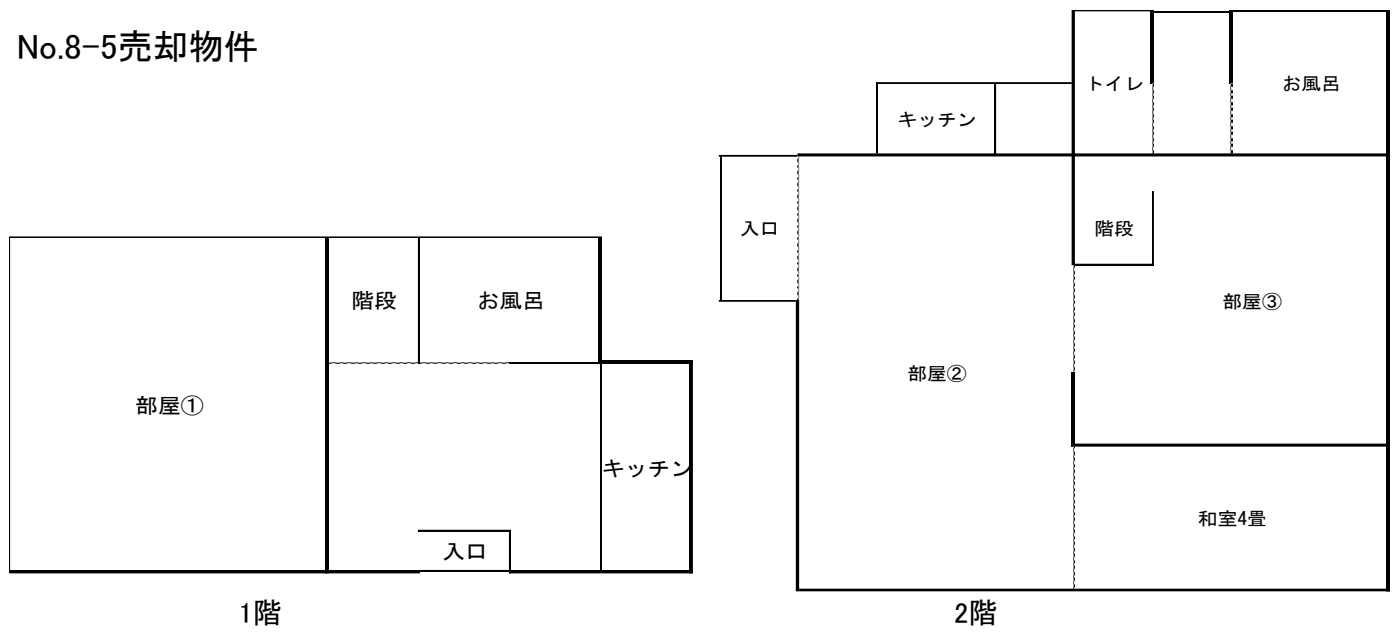 No.8-5売却物件
トイレ
お風呂
キッチン
入口
階段
部屋③
部屋②
和室4畳
階段
お風呂
部屋①
キッチン
入口
1階
2階